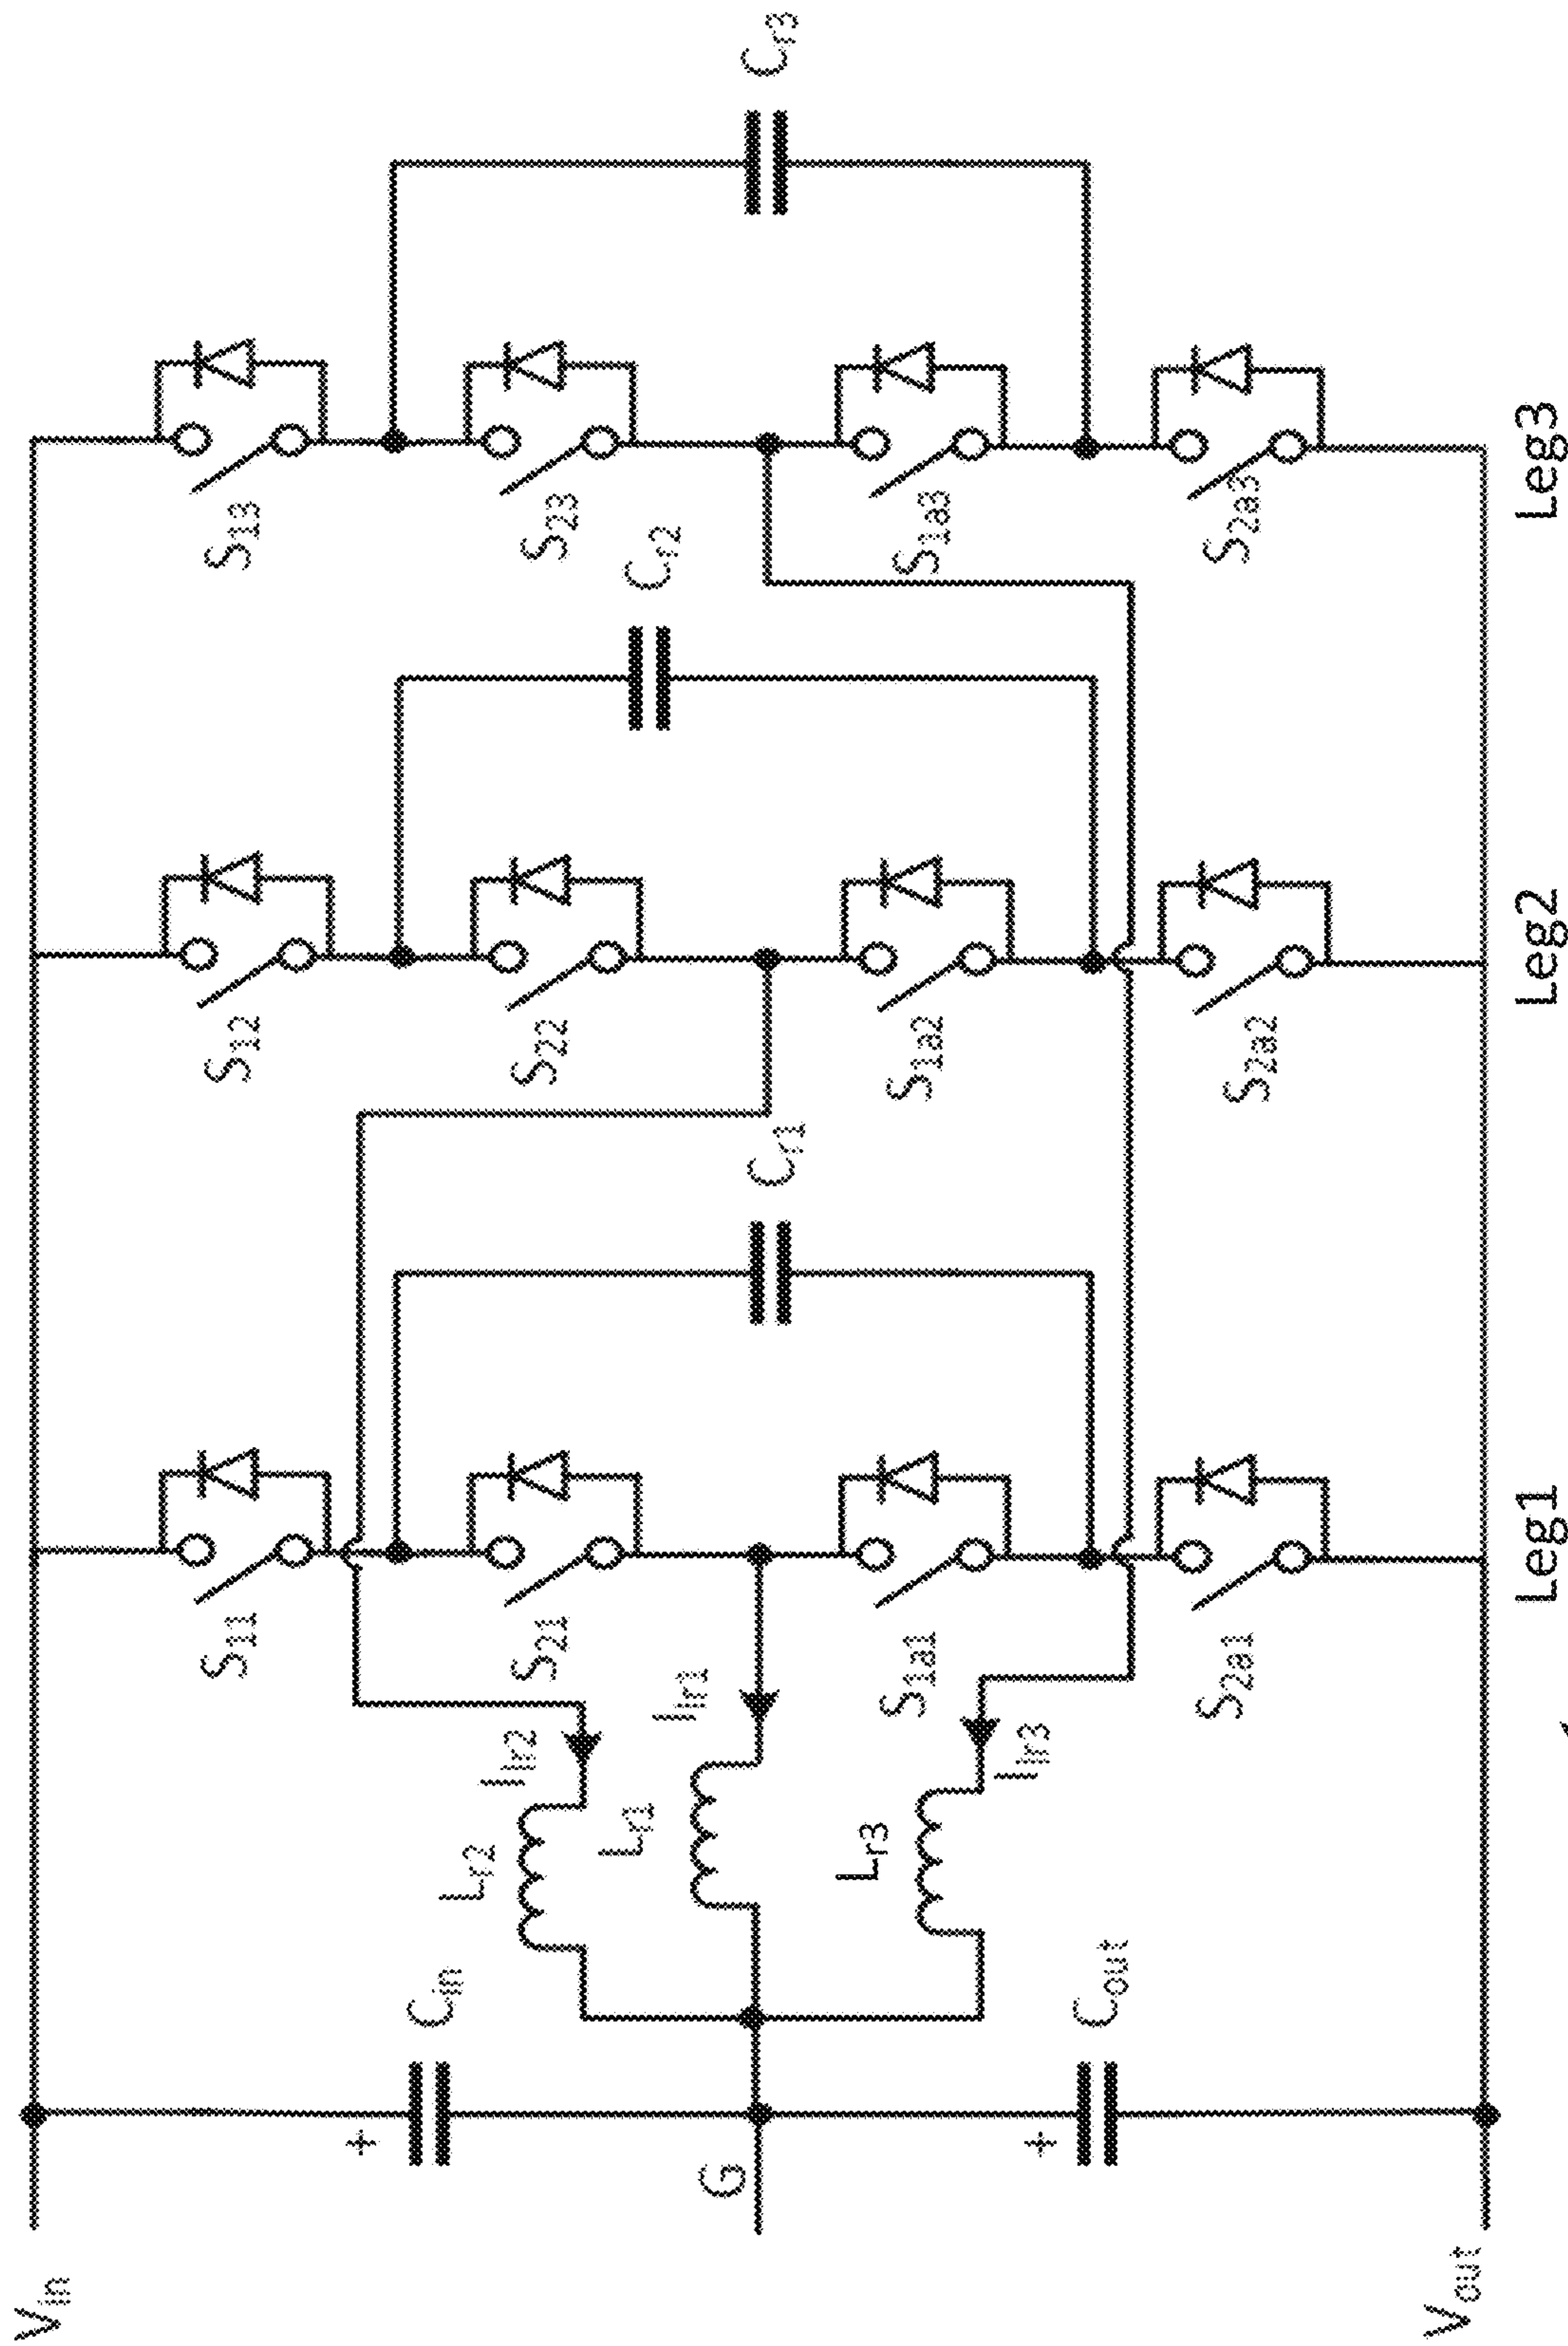 Vin
G
Vout
+
Cin
+
Cout
Lr2
Ilr2
Lr1
Ilr1
Lr3
Ilr3
S11
S21
S1a1
S2a1
Cr1
S12
S22
S1a2
S2a2
Cr2
S13
S23
S1a3
S2a3
Cr3
Leg1
Leg2
Leg3